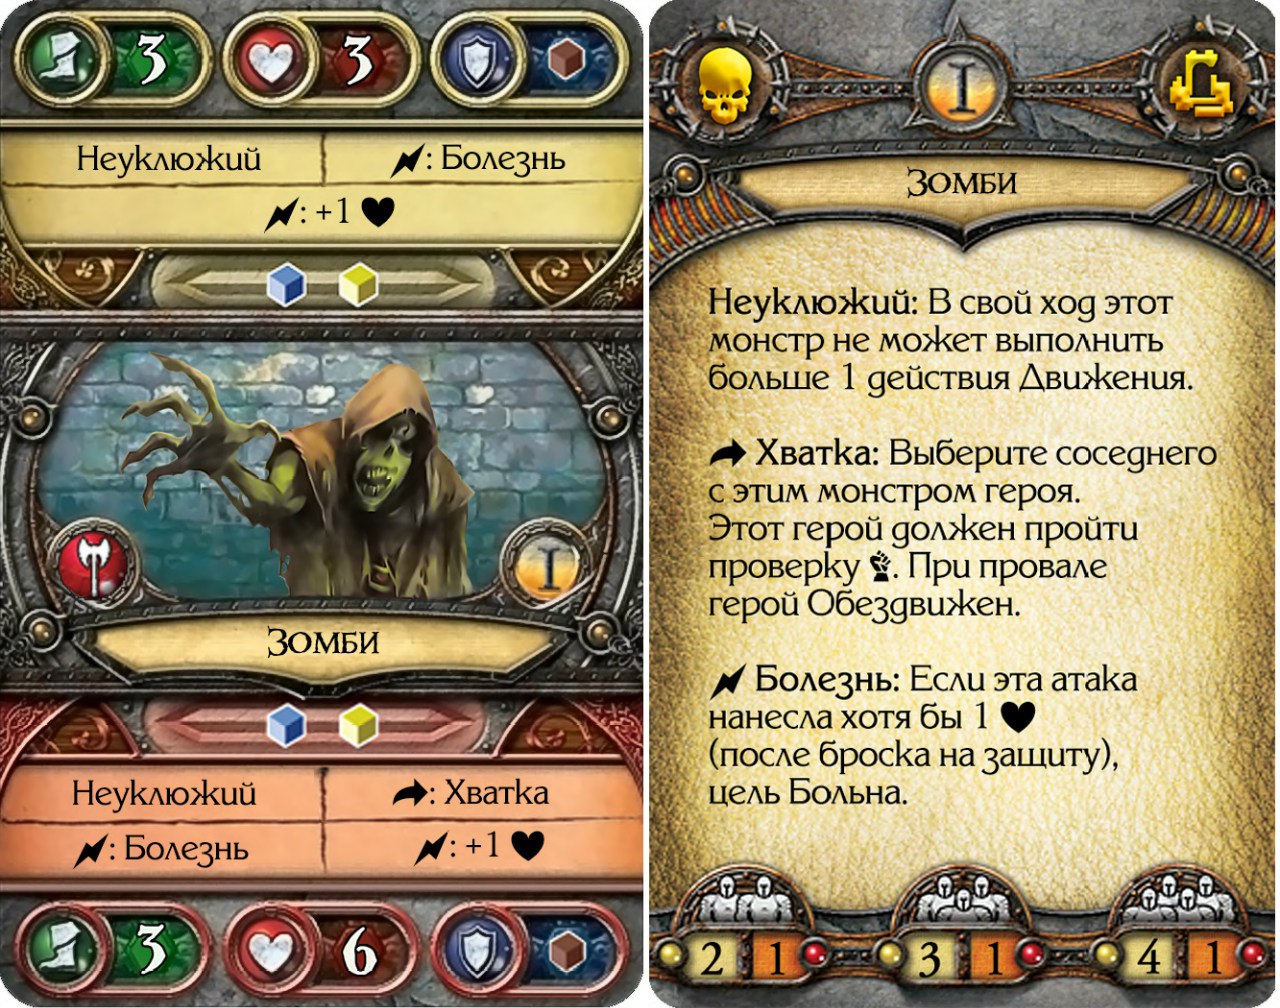 3 3
Неуклюжий : Болезнь
: +1
I
Зомби
Неуклюжий : Хватка
: Болезнь : +1
3 6
I
Зомби
Неуклюжий: В свой ход этот
монстр не может выполнить
больше 1 действия Движения.
Хватка: Выберите соседнего
с этим монстром героя.
Этот герой должен пройти
проверку . При провале
герой Обездвижен.
Болезнь: Если эта атака
нанесла хотя бы 1
(после броска на защиту),
цель Больна.
2 1 3 1 4 1